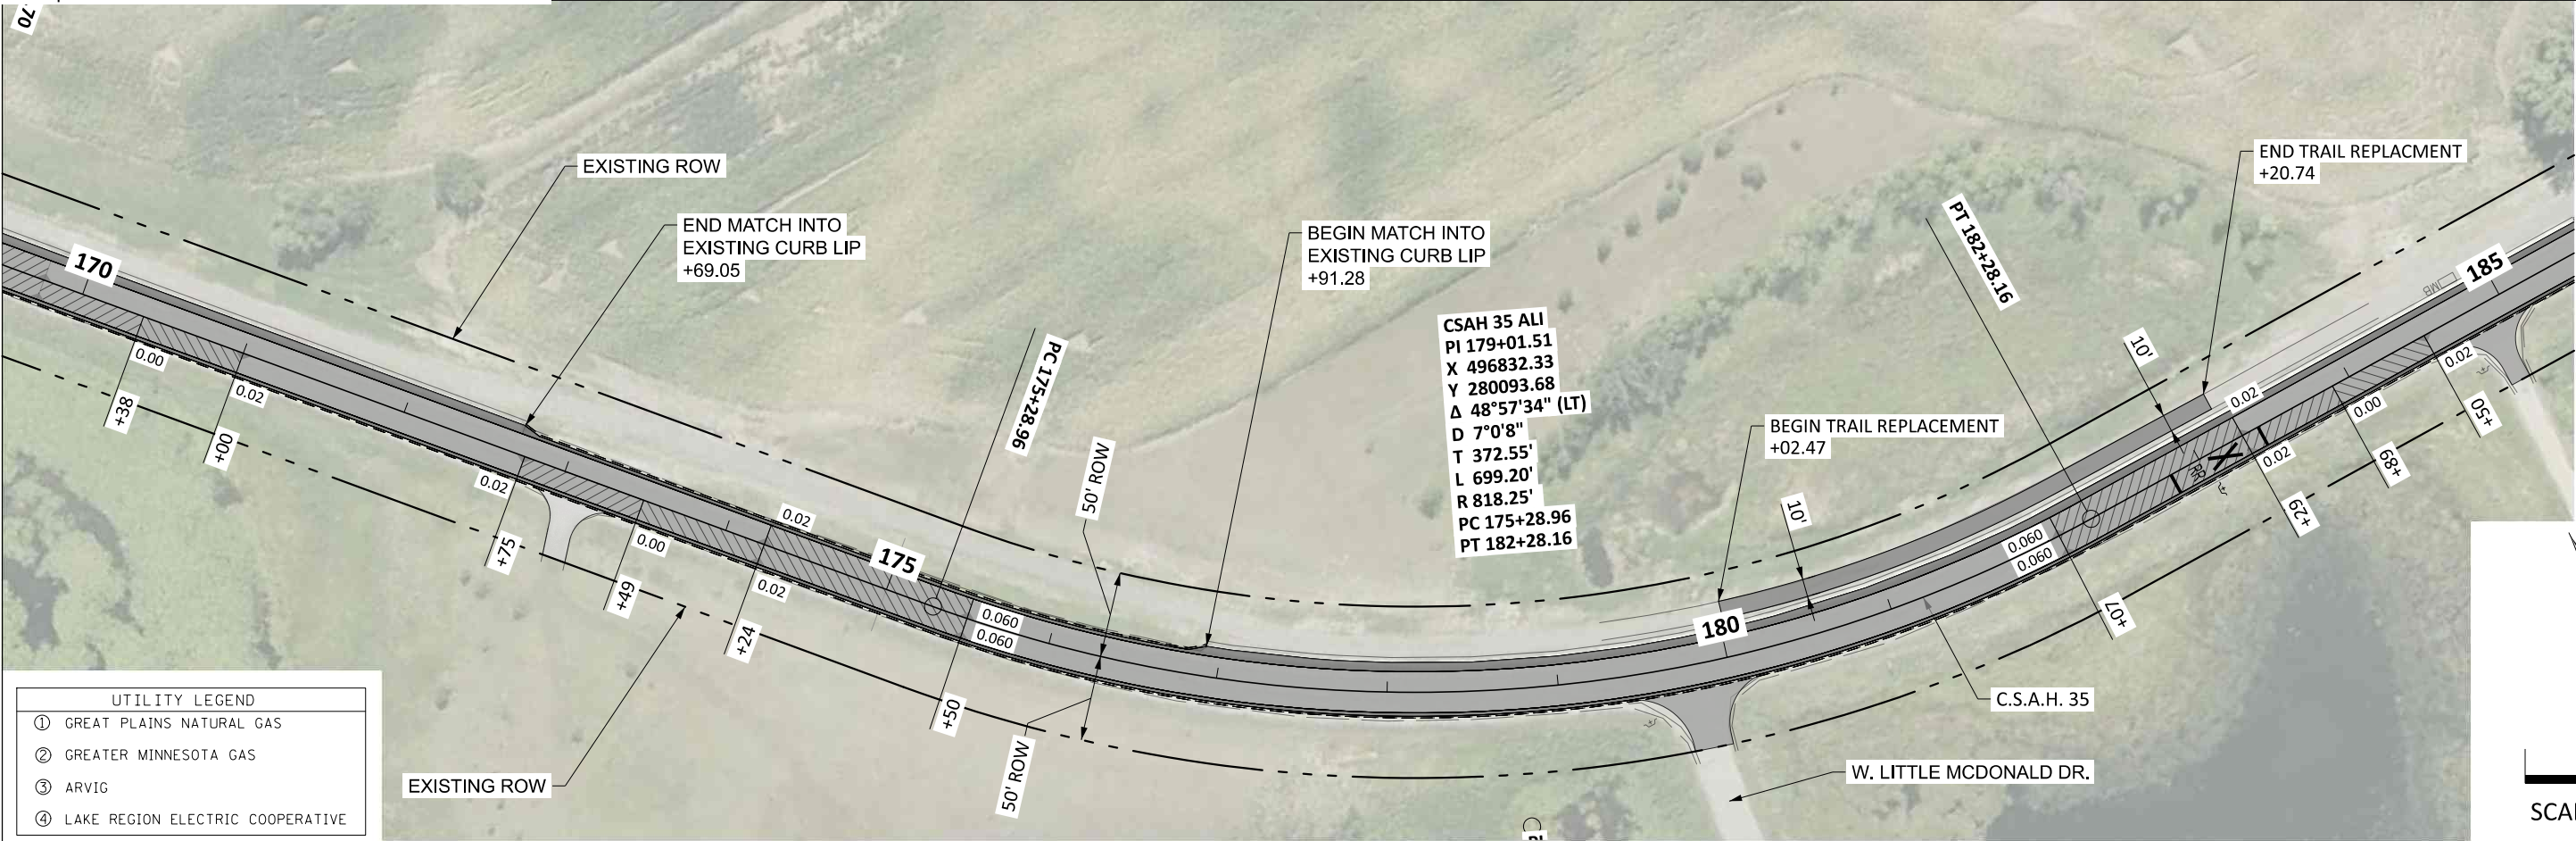 70
170
EXISTING ROW
END MATCH INTO
EXISTING CURB LIP
+69.05
BEGIN MATCH INTO
EXISTING CURB LIP
+91.28
END TRAIL REPLACMENT
+20.74
PT 182+28.16
185
IMB
PC 175+28.96
CSAH 35 ALI
PI 179+01.51
X 496832.33
Y 280093.68
Δ 48°57'34" (LT)
D 7°0'8"
T 372.55'
L 699.20'
R 818.25'
PC 175+28.96
PT 182+28.16
BEGIN TRAIL REPLACEMENT
+02.47
10'
10'
0.00
0.02
+38
+00
0.02
0.00
0.02
0.02
175
+75
+49
+24
0.060
0.060
+50
50' ROW
50' ROW
180
0.060
0.060
RR
0.02
0.02
0.00
0.02
+07
+29
+89
+50
C.S.A.H. 35
W. LITTLE MCDONALD DR.
EXISTING ROW
UTILITY LEGEND
① GREAT PLAINS NATURAL GAS
② GREATER MINNESOTA GAS
③ ARVIG
④ LAKE REGION ELECTRIC COOPERATIVE
PI
SCAL